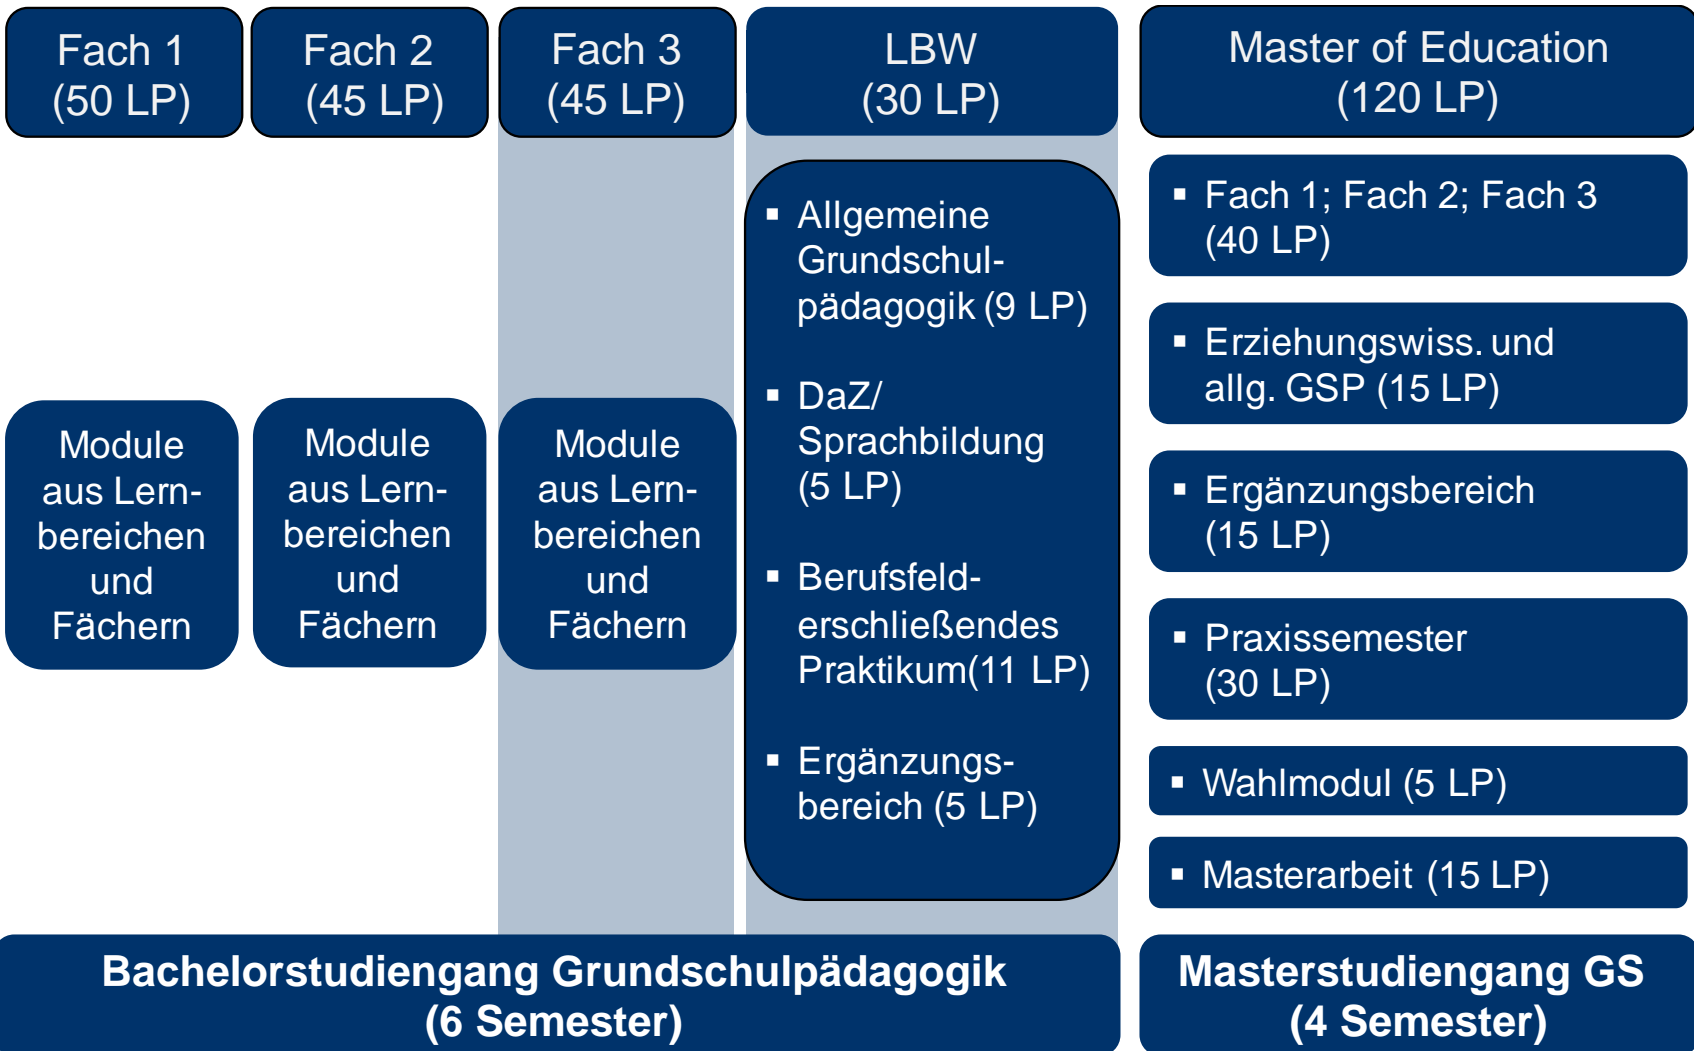 Fach 1
(50 LP)
Fach 2
(45 LP)
Fach 3
(45 LP)
LBW
(30 LP)
Master of Education
(120 LP)
Module
aus Lern-
bereichen
und
Fächern
Module
aus Lern-
bereichen
und
Fächern
Module
aus Lern-
bereichen
und
Fächern
▪ Allgemeine
Grundschul-
pädagogik (9 LP)
▪ DaZ/
Sprachbildung
(5 LP)
▪ Berufsfeld-
erschließendes
Praktikum(11 LP)
▪ Ergänzungs-
bereich (5 LP)
▪ Fach 1; Fach 2; Fach 3
(40 LP)
▪ Erziehungswiss. und
allg. GSP (15 LP)
▪ Ergänzungsbereich
(15 LP)
▪ Praxissemester
(30 LP)
▪ Wahlmodul (5 LP)
▪ Masterarbeit (15 LP)
Bachelorstudiengang Grundschulpädagogik
(6 Semester)
Masterstudiengang GS
(4 Semester)